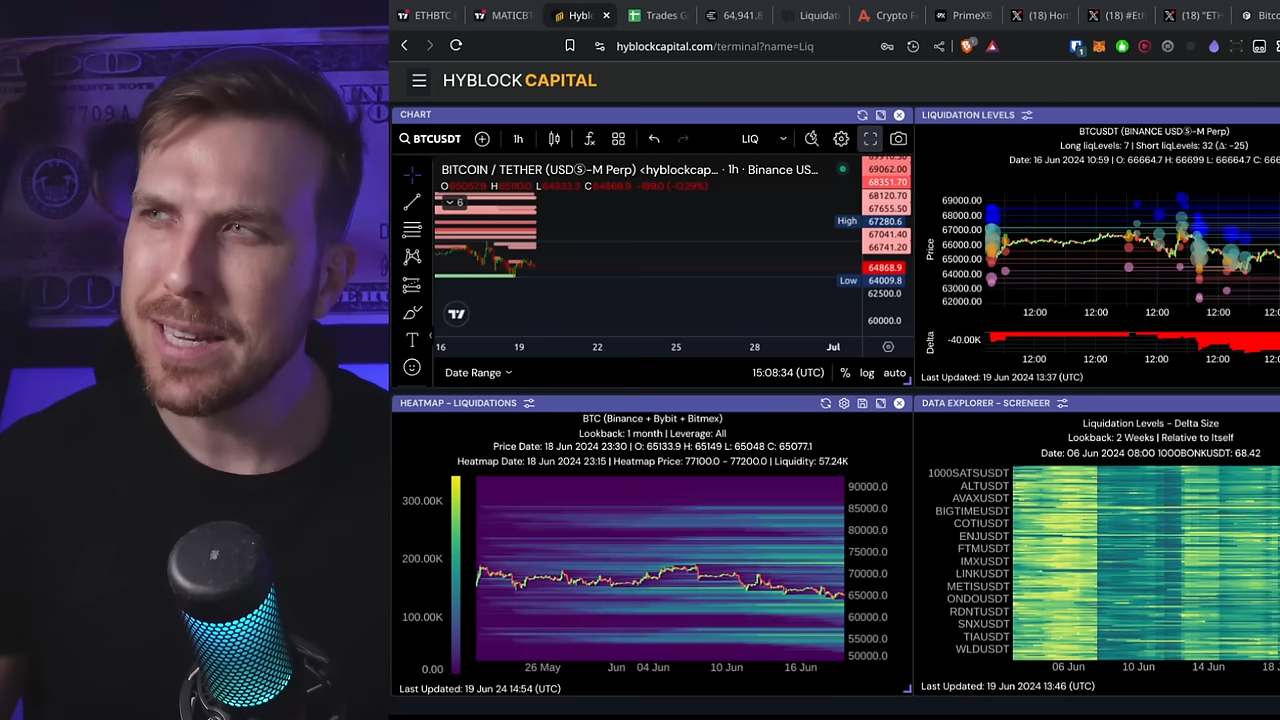 ETHBTC
MATICBT
Hyblo
Trades G
64,941.8
Liquidati
Crypto F
PrimeXB
(18) Hom
(18) #Eth
(18) "ET
Bitco
hyblockcapital.com/terminal?name=Liq
1
HYBLOCK CAPITAL
CHART
BTCUSDT
1h
LIQ
BITCOIN / TETHER (USDⓈ-M Perp) <hyblockcap... · 1h · Binance US...
6
69062.00
68351.70
68120.70
67655.50
High 67280.6
67041.40
66741.20
64868.9
Low 64009.8
62500.0
60000.0
16 19 22 25 28 Jul
Date Range
15:08:34 (UTC) % log auto
LIQUIDATION LEVELS
BTCUSDT (BINANCE USDⓈ-M Perp)
Long liqLevels: 7 | Short liqLevels: 32 (Δ: -25)
Date: 16 Jun 2024 10:59 | O: 66664.7 H: 66699 L: 66664.7 C: 666
Price
69000.00
68000.00
67000.00
66000.00
65000.00
64000.00
63000.00
62000.00
12:00 12:00 12:00 12:00
Delta
-40.00K
12:00 12:00 12:00 12:00
Last Updated: 19 Jun 2024 13:37 (UTC)
HEATMAP - LIQUIDATIONS
BTC (Binance + Bybit + Bitmex)
Lookback: 1 month | Leverage: All
Price Date: 18 Jun 2024 23:30 | O: 65133.9 H: 65149 L: 65048 C: 65077.1
Heatmap Date: 18 Jun 2024 23:15 | Heatmap Price: 77100.0 - 77200.0 | Liquidity: 57.24K
300.00K
200.00K
100.00K
0.00
90000.0
85000.0
80000.0
75000.0
70000.0
65000.0
60000.0
55000.0
50000.0
26 May Jun 04 Jun 10 Jun 16 Jun
Last Updated: 19 Jun 24 14:54 (UTC)
DATA EXPLORER - SCRENEER
Liquidation Levels - Delta Size
Lookback: 2 Weeks | Relative to Itself
Date: 06 Jun 2024 08:00 1000BONKUSDT: 68.42
1000SATSUSDT
ALTUSDT
AVAXUSDT
BIGTIMEUSDT
COTIUSDT
ENJUSDT
FTMUSDT
IMXUSDT
LINKUSDT
METISUSDT
ONDOUSDT
RDNTUSDT
SNXUSDT
TIAUSDT
WLDUSDT
06 Jun 10 Jun 14 Jun 18
Last Updated: 19 Jun 2024 13:46 (UTC)
7709A